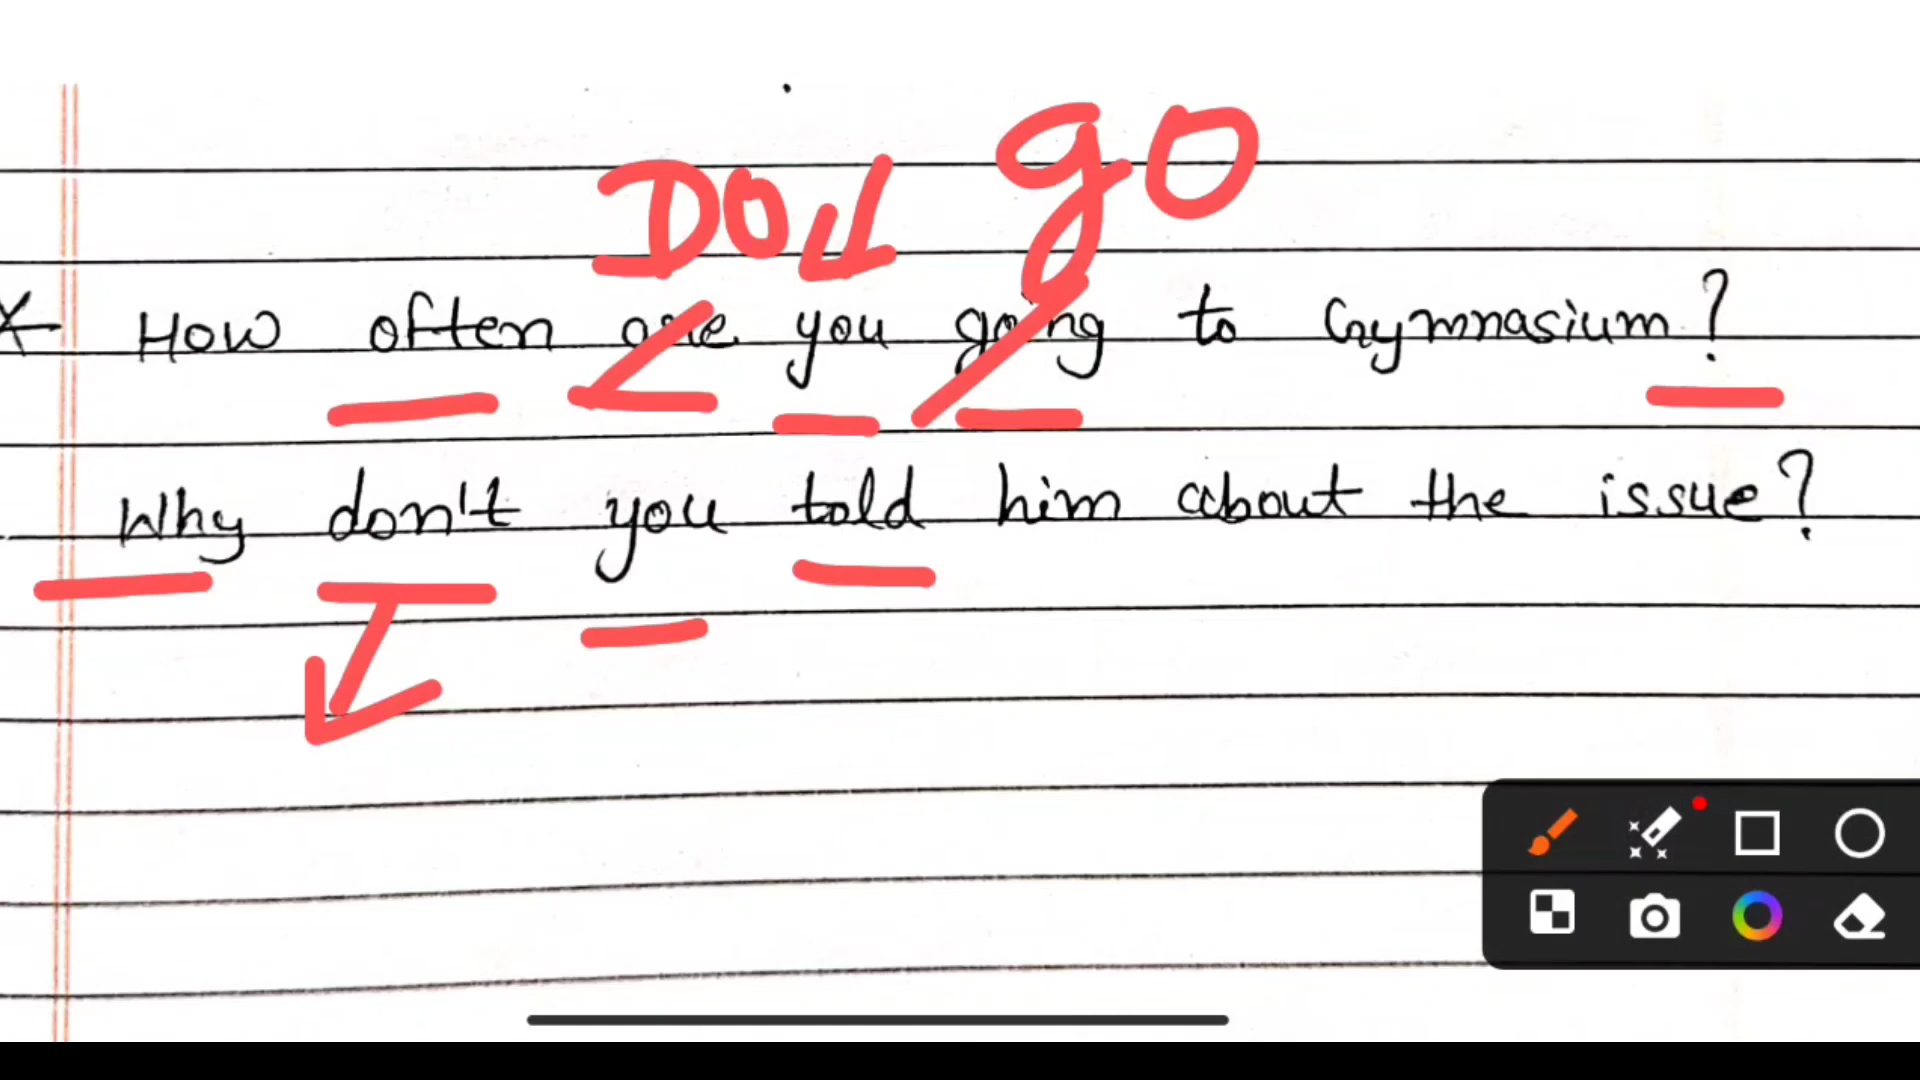 DO go
How often are you going to Gymnasium?
Why don't you told him about the issue?